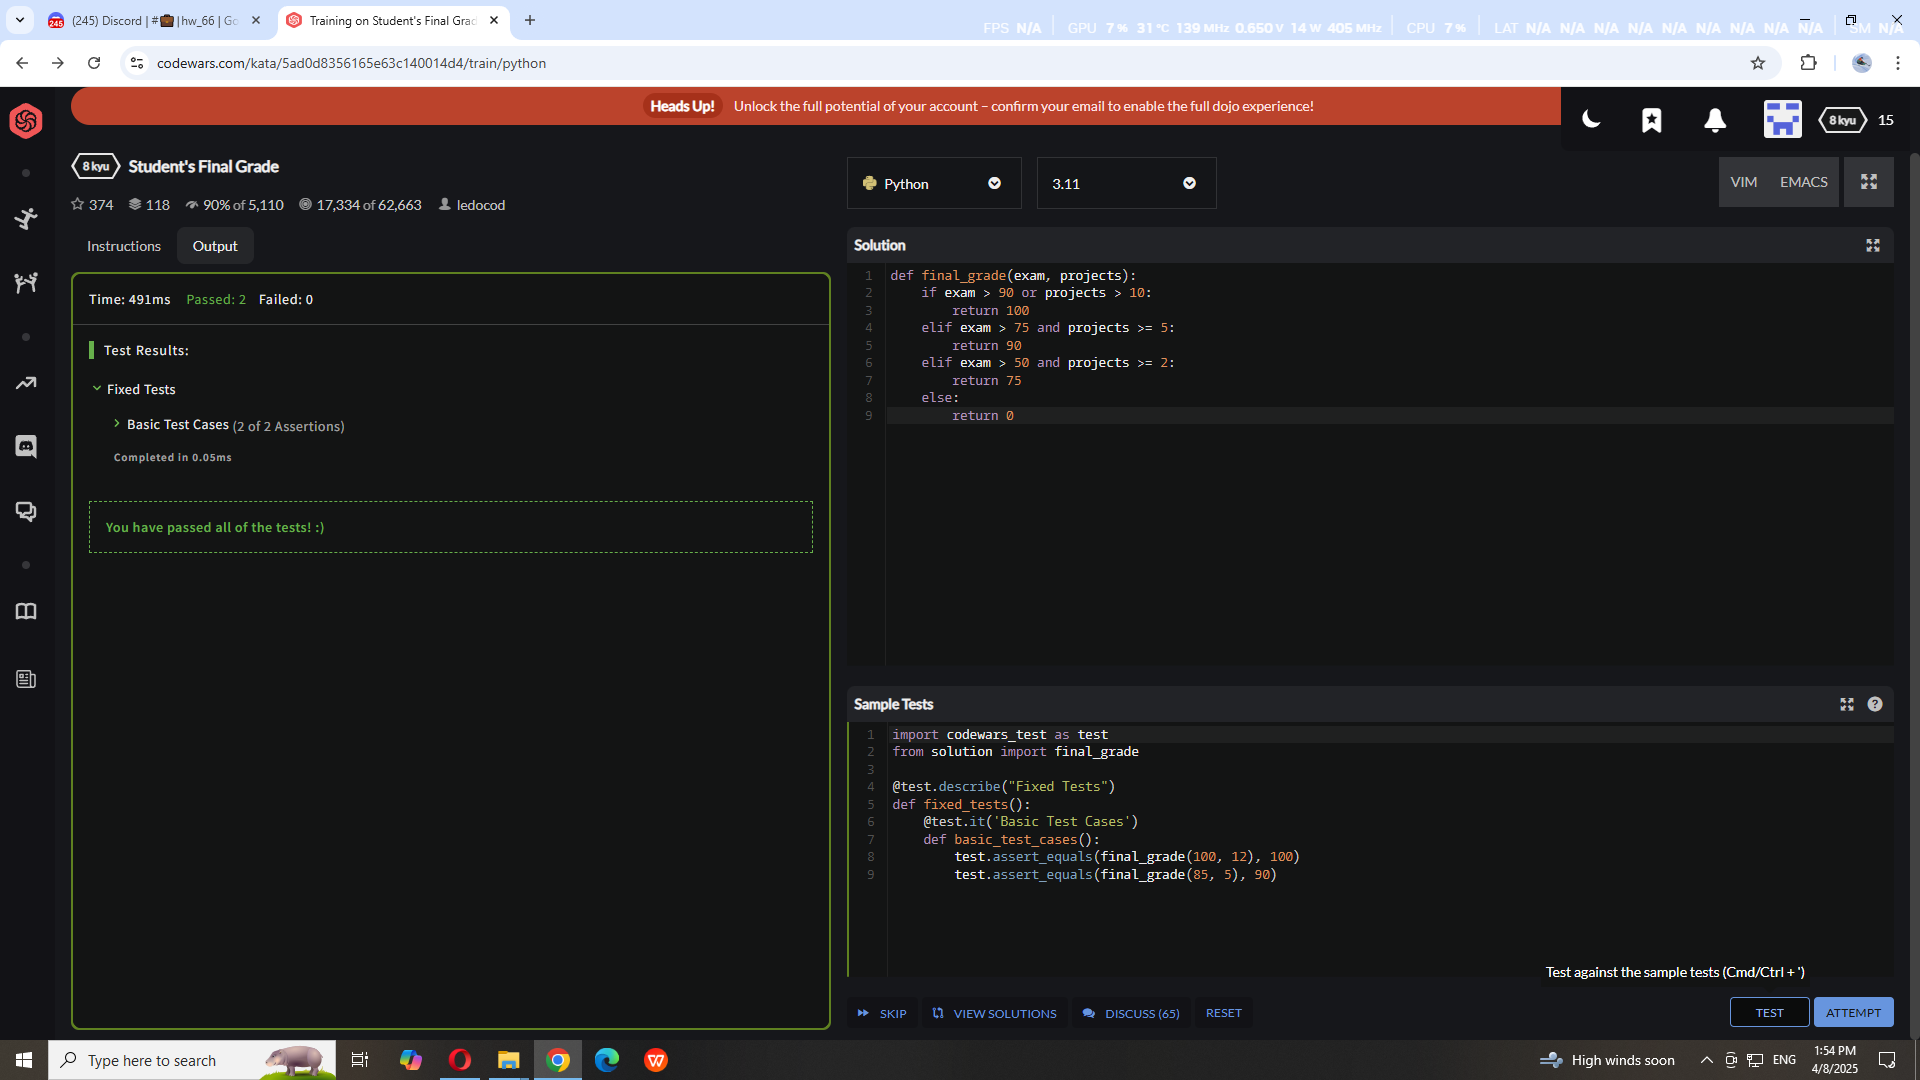 (245) Discord | #💼 | hw_66 | Go
Training on Student's Final Grad
FPS N/A GPU 7 % 31 °C 139 MHz 0.650 V 14 W 405 MHz CPU 7 % LAT N/A N/A N/A N/A N/A N/A N/A N/A N/A SM N/A
codewars.com/kata/5ad0d8356165e63c140014d4/train/python
Heads Up! Unlock the full potential of your account – confirm your email to enable the full dojo experience!
8 kyu 15
8 kyu Student's Final Grade
374 118 90% of 5,110 17,334 of 62,663 ledocod
Python
3.11
VIM EMACS
Instructions Output
Time: 491ms Passed: 2 Failed: 0
Test Results:
Fixed Tests
Basic Test Cases (2 of 2 Assertions)
Completed in 0.05ms
You have passed all of the tests! :)
Solution
1 def final_grade(exam, projects):
2     if exam > 90 or projects > 10:
3         return 100
4     elif exam > 75 and projects >= 5:
5         return 90
6     elif exam > 50 and projects >= 2:
7         return 75
8     else:
9         return 0
Sample Tests
1 import codewars_test as test
2 from solution import final_grade
3
4 @test.describe("Fixed Tests")
5 def fixed_tests():
6     @test.it('Basic Test Cases')
7     def basic_test_cases():
8         test.assert_equals(final_grade(100, 12), 100)
9         test.assert_equals(final_grade(85, 5), 90)
Test against the sample tests (Cmd/Ctrl + ')
SKIP VIEW SOLUTIONS DISCUSS (65) RESET
TEST ATTEMPT
Type here to search
High winds soon
ENG
1:54 PM
4/8/2025